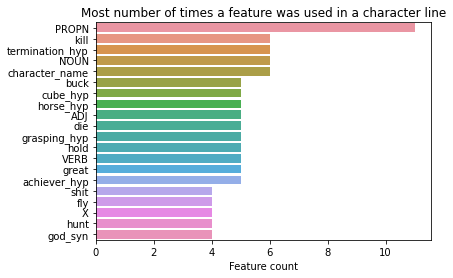 Most number of times a feature was used in a character line
PROPN
kill
termination_hyp
NOUN
character_name
buck
cube_hyp
horse_hyp
ADJ
die
grasping_hyp
hold
VERB
great
achiever_hyp
shit
fly
X
hunt
god_syn
0 2 4 6 8 10
Feature count